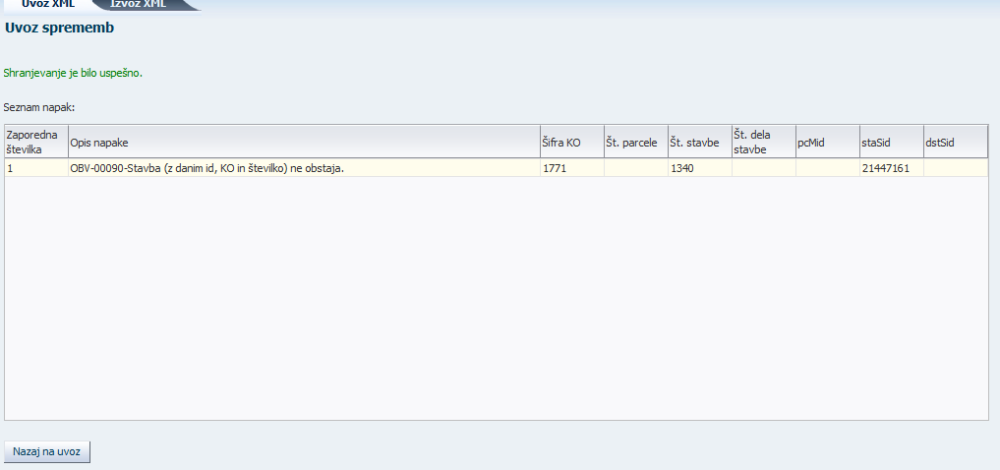 Uvoz XML Izvoz XML
Uvoz sprememb
Shranjevanje je bilo uspešno.
Seznam napak:
Zaporedna številka Opis napake Šifra KO Št. parcele Št. stavbe Št. dela stavbe pcMid staSid dstSid
1 OBV-00090-Stavba (z danim id, KO in številko) ne obstaja. 1771 1340 21447161
Nazaj na uvoz